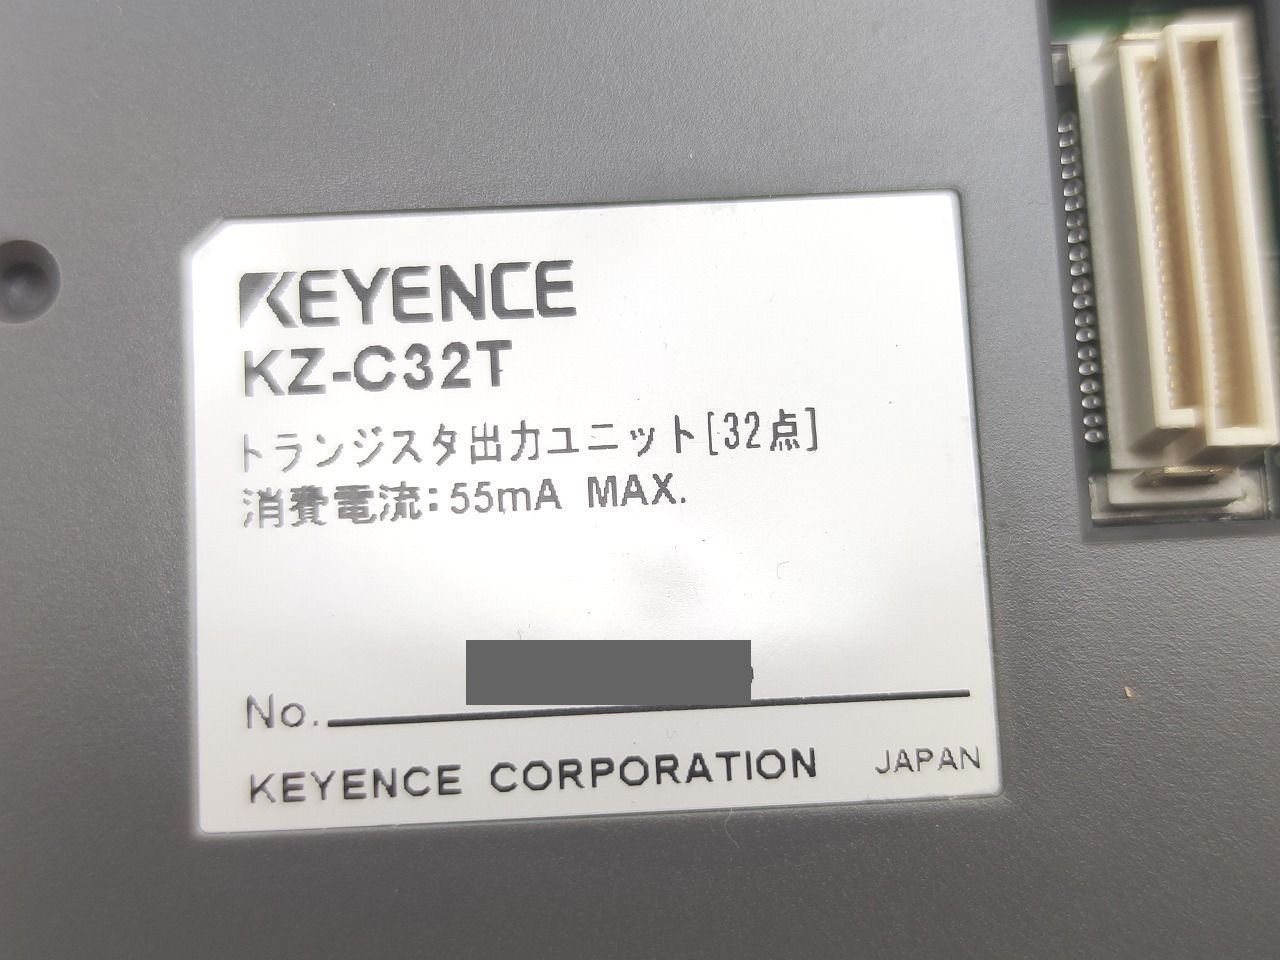 KEYENCE
KZ-C32T
トランジスタ出力ユニット[32点]
消費電流:55mA MAX.
No.
KEYENCE CORPORATION JAPAN